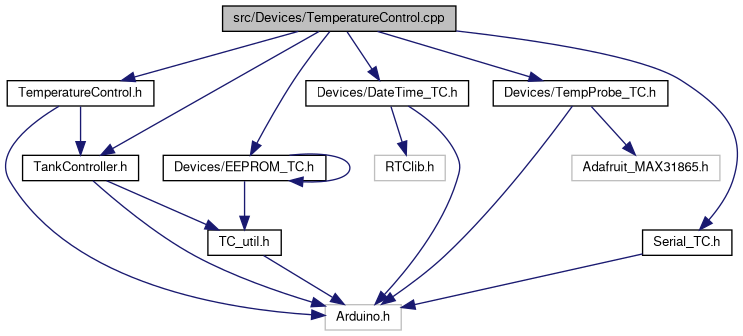 src/Devices/TemperatureControl.cpp
TemperatureControl.h
Devices/DateTime_TC.h
Devices/TempProbe_TC.h
TankController.h
Devices/EEPROM_TC.h
RTClib.h
Adafruit_MAX31865.h
TC_util.h
Serial_TC.h
Arduino.h